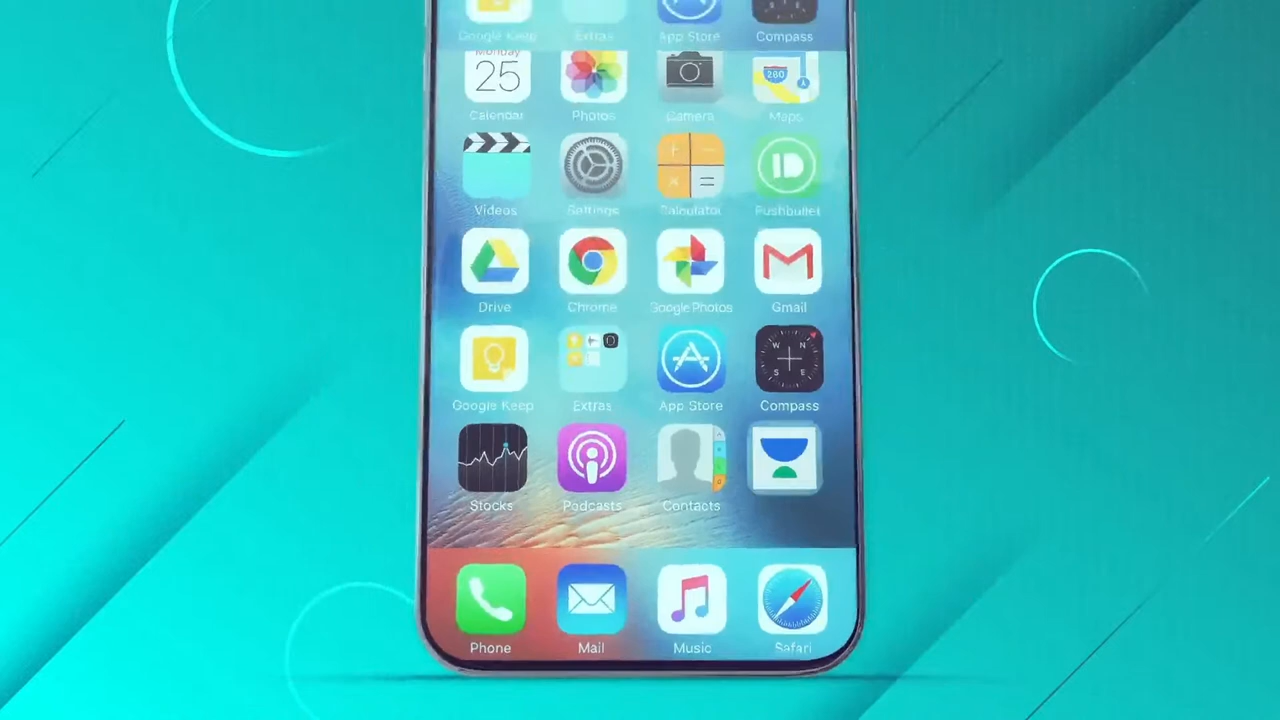 Google Keep Extras App Store Compass
Monday
25
280
Calendar Photos Camera Maps
Videos Settings Calculator Pushbullet
Drive Chrome Google Photos Gmail
W N
S E
Google Keep Extras App Store Compass
Stocks Podcasts Contacts
Phone Mail Music Safari